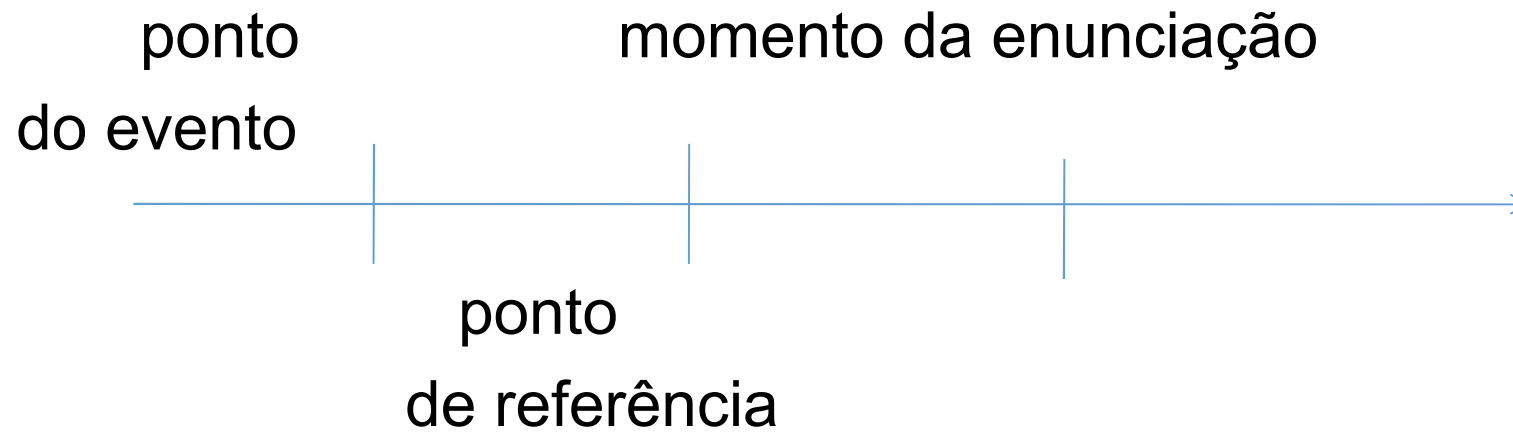 ponto momento da enunciação
do evento
ponto
de referência